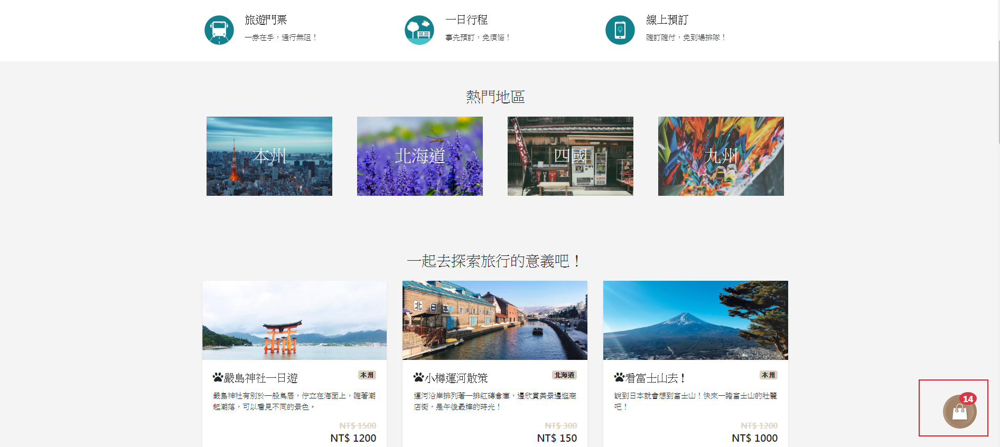 旅遊門票
一券在手，通行無阻！
一日行程
事先預訂，免煩惱！
線上預訂
隨訂隨付，免到場排隊！
熱門地區
本州
北海道
四國
九州
一起去探索旅行的意義吧！
北日本
嚴島神社一日遊
本州
嚴島神社有別於一般鳥居，佇立在海面上，隨著潮
起潮落，可以看見不同的景色。
NT$ 1500
NT$ 1200
小樽運河散策
北海道
運河沿岸排列著一排紅磚倉庫，邊欣賞美景邊逛商
店街，是午後最棒的時光！
NT$ 300
NT$ 150
看富士山去！
本州
說到日本就會想到富士山！快來一睹富士山的壯麗
吧！
NT$ 1200
NT$ 1000
14